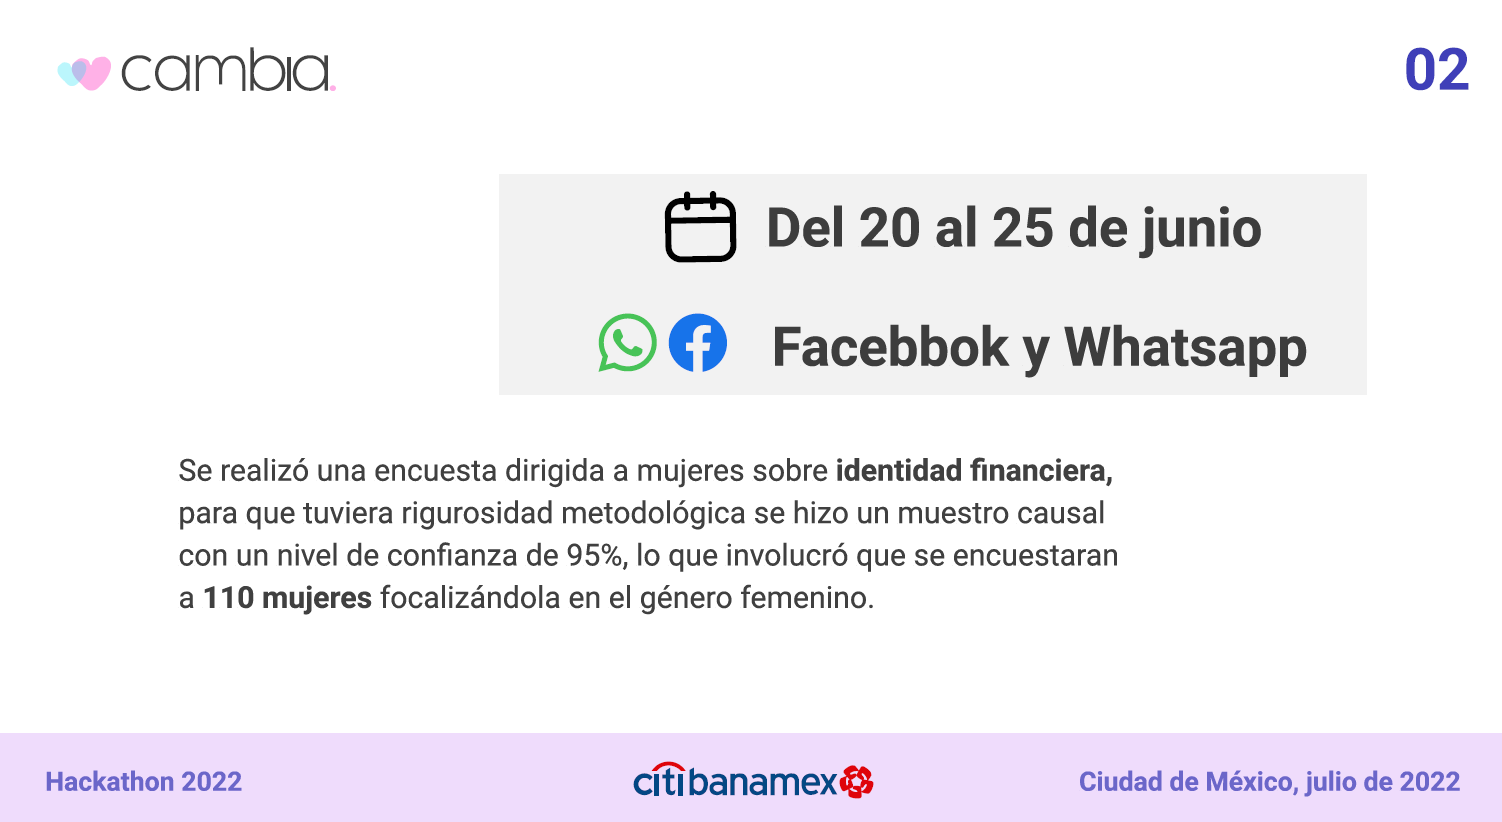 cambia.
02
Del 20 al 25 de junio
Facebbok y Whatsapp
Se realizó una encuesta dirigida a mujeres sobre identidad financiera,
para que tuviera rigurosidad metodológica se hizo un muestro causal
con un nivel de confianza de 95%, lo que involucró que se encuestaran
a 110 mujeres focalizándola en el género femenino.
Hackathon 2022
citibanamex
Ciudad de México, julio de 2022